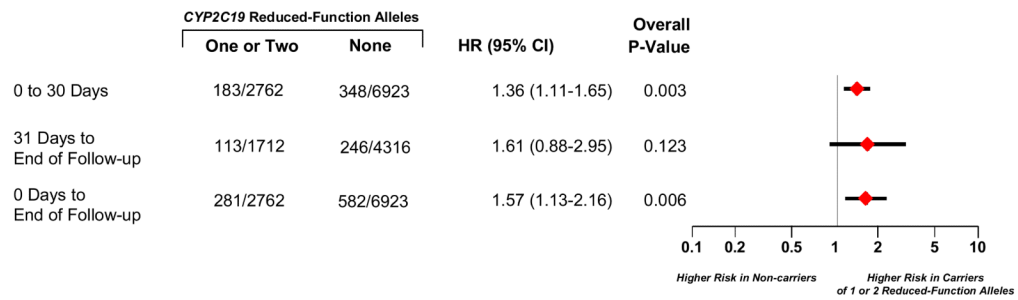 CYP2C19 Reduced-Function Alleles
One or Two None HR (95% CI) Overall
P-Value
0 to 30 Days 183/2762 348/6923 1.36 (1.11-1.65) 0.003
31 Days to
End of Follow-up 113/1712 246/4316 1.61 (0.88-2.95) 0.123
0 Days to
End of Follow-up 281/2762 582/6923 1.57 (1.13-2.16) 0.006
0.1 0.2 0.5 1 2 5 10
Higher Risk in Non-carriers Higher Risk in Carriers
of 1 or 2 Reduced-Function Alleles